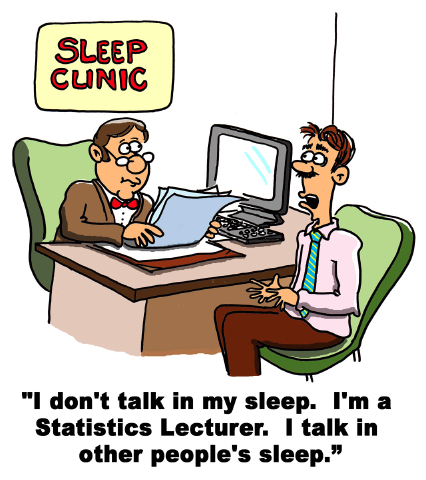 SLEEP
CLINIC
"I don't talk in my sleep.  I'm a
Statistics Lecturer.  I talk in
other people's sleep.”